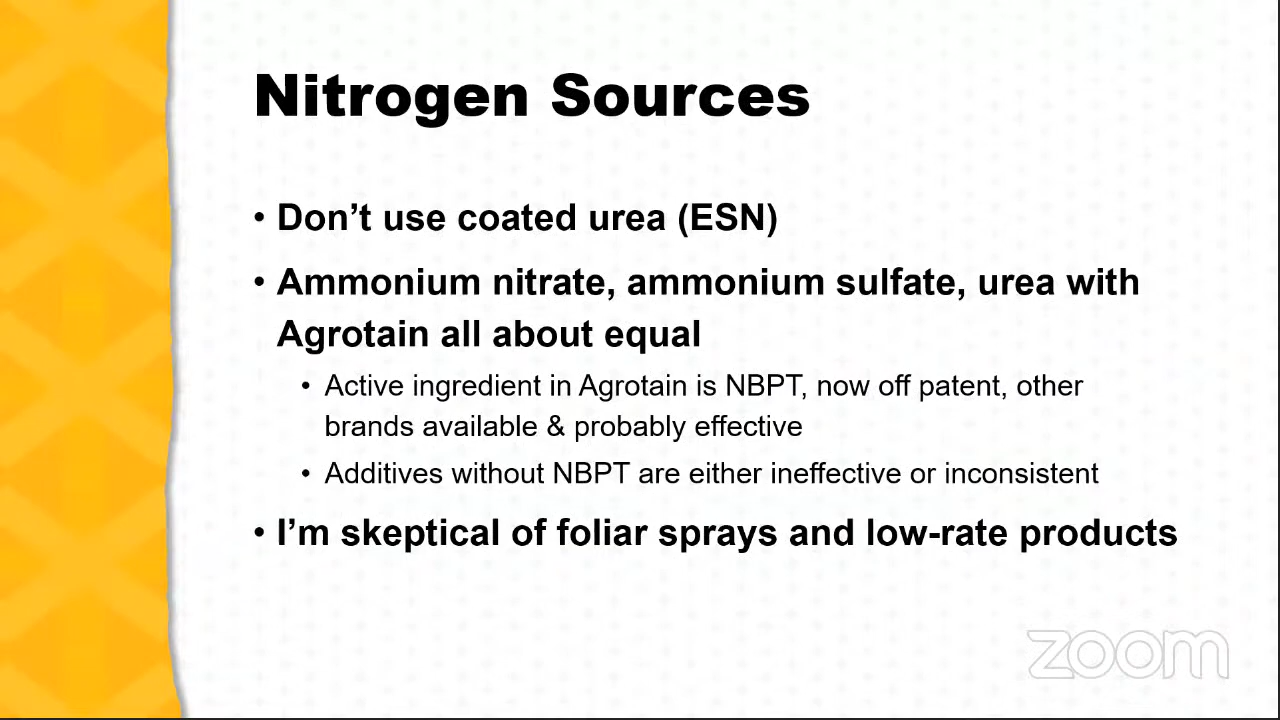 Nitrogen Sources
• Don’t use coated urea (ESN)
• Ammonium nitrate, ammonium sulfate, urea with
Agrotain all about equal
• Active ingredient in Agrotain is NBPT, now off patent, other
brands available & probably effective
• Additives without NBPT are either ineffective or inconsistent
• I’m skeptical of foliar sprays and low-rate products
zoom